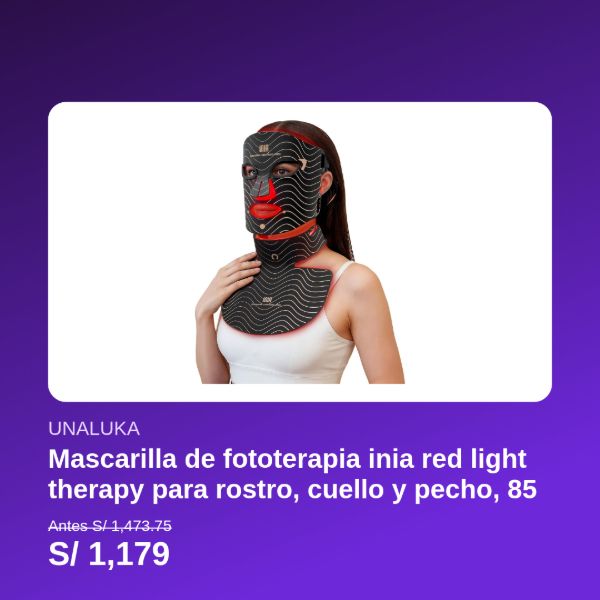 UNALUKA
Mascarilla de fototerapia inia red light
therapy para rostro, cuello y pecho, 85
Antes S/ 1,473.75
S/ 1,179